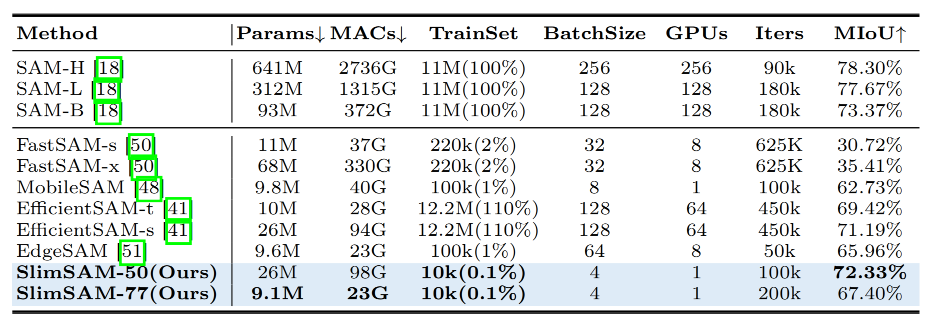 Method Params↓ MACs↓ TrainSet BatchSize GPUs Iters MIoU↑
SAM-H [18] 641M 2736G 11M(100%) 256 256 90k 78.30%
SAM-L [18] 312M 1315G 11M(100%) 128 128 180k 77.67%
SAM-B [18] 93M 372G 11M(100%) 128 128 180k 73.37%
FastSAM-s [50] 11M 37G 220k(2%) 32 8 625K 30.72%
FastSAM-x [50] 68M 330G 220k(2%) 32 8 625K 35.41%
MobileSAM [48] 9.8M 40G 100k(1%) 8 1 100k 62.73%
EfficientSAM-t [41] 10M 28G 12.2M(110%) 128 64 450k 69.42%
EfficientSAM-s [41] 26M 94G 12.2M(110%) 128 64 450k 71.19%
EdgeSAM [51] 9.6M 23G 100k(1%) 64 8 50k 65.96%
SlimSAM-50(Ours) 26M 98G 10k(0.1%) 4 1 100k 72.33%
SlimSAM-77(Ours) 9.1M 23G 10k(0.1%) 4 1 200k 67.40%